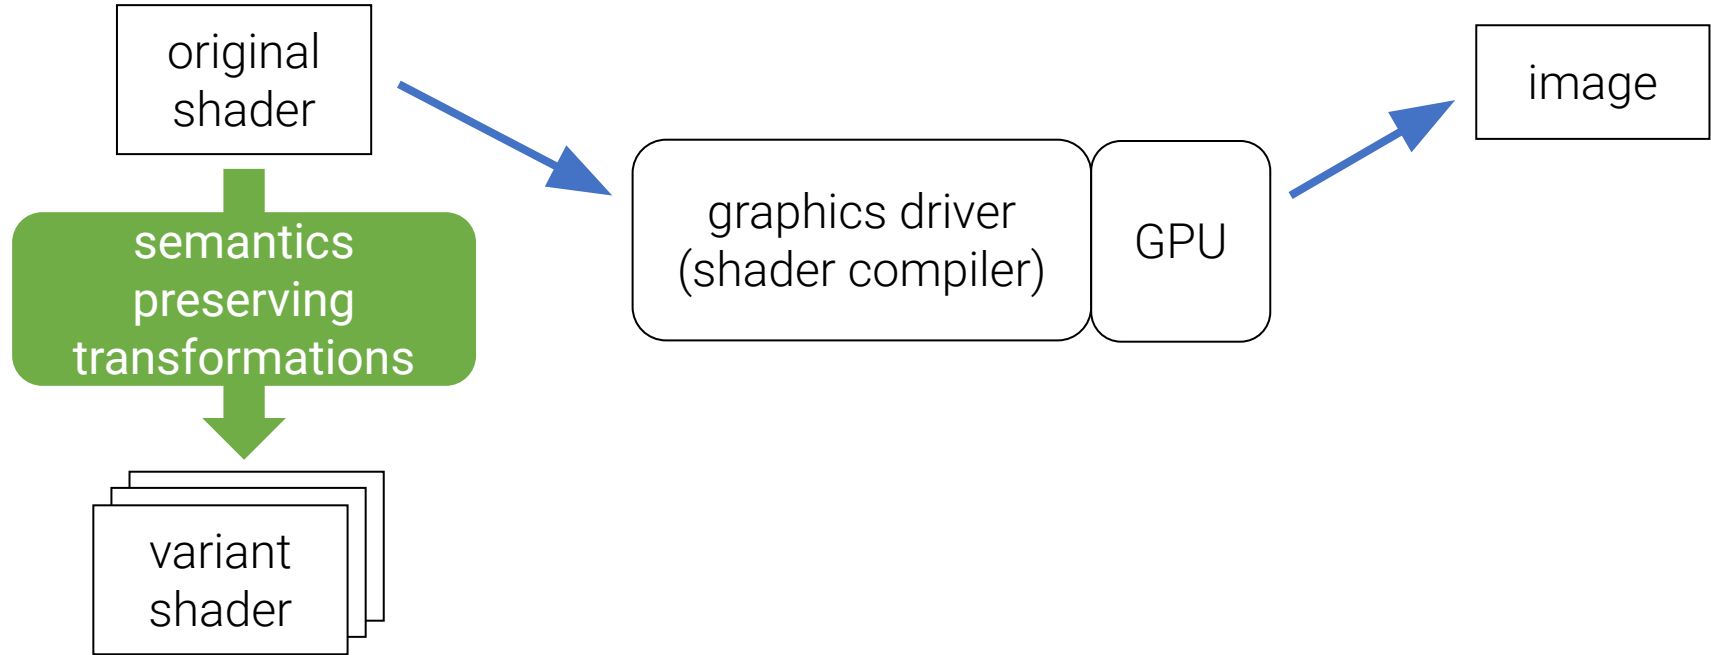 original
shader
semantics
preserving
transformations
variant
shader
graphics driver
(shader compiler)
GPU
image